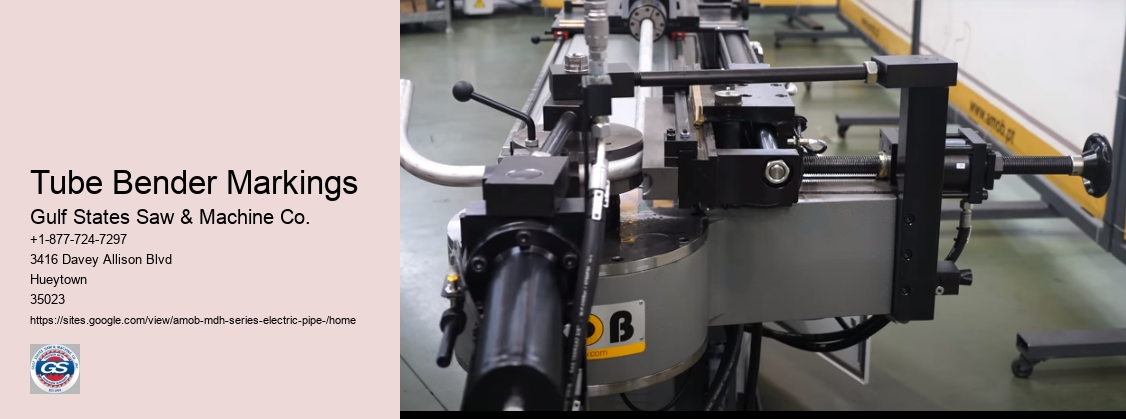 Tube Bender Markings
Gulf States Saw & Machine Co.
+1-877-724-7297
3416 Davey Allison Blvd
Hueytown
35023
https://sites.google.com/view/amob-mdh-series-electric-pipe-/home
GS
www.amob.pt
OB
.com